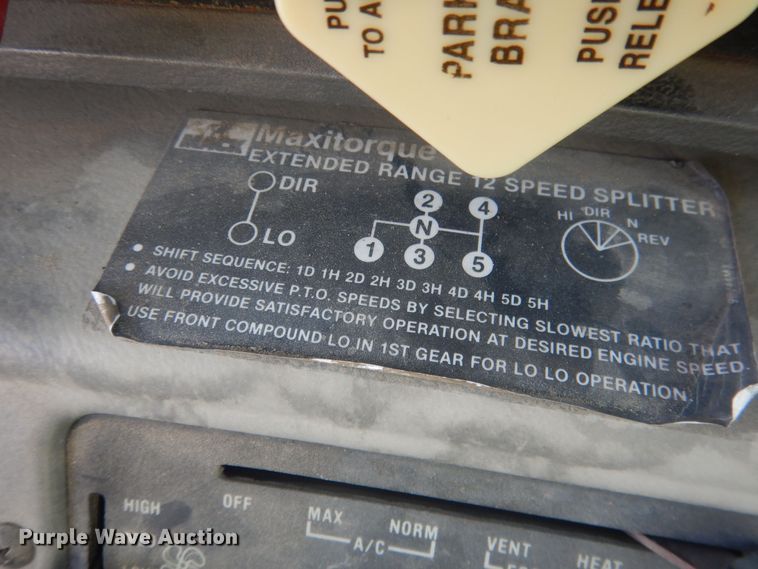 PU
TO A
PARK
BRA
PUS
RELE
Maxitorque
EXTENDED RANGE 12 SPEED SPLITTER
DIR
LO
2 4
N
1 3 5
HI DIR N REV
• SHIFT SEQUENCE: 1D 1H 2D 2H 3D 3H 4D 4H 5D 5H
• AVOID EXCESSIVE P.T.O. SPEEDS BY SELECTING SLOWEST RATIO THAT
WILL PROVIDE SATISFACTORY OPERATION AT DESIRED ENGINE SPEED.
USE FRONT COMPOUND LO IN 1ST GEAR FOR LO LO OPERATION.
HIGH OFF MAX NORM
A/C
VENT
HEAT
Purple Wave Auction